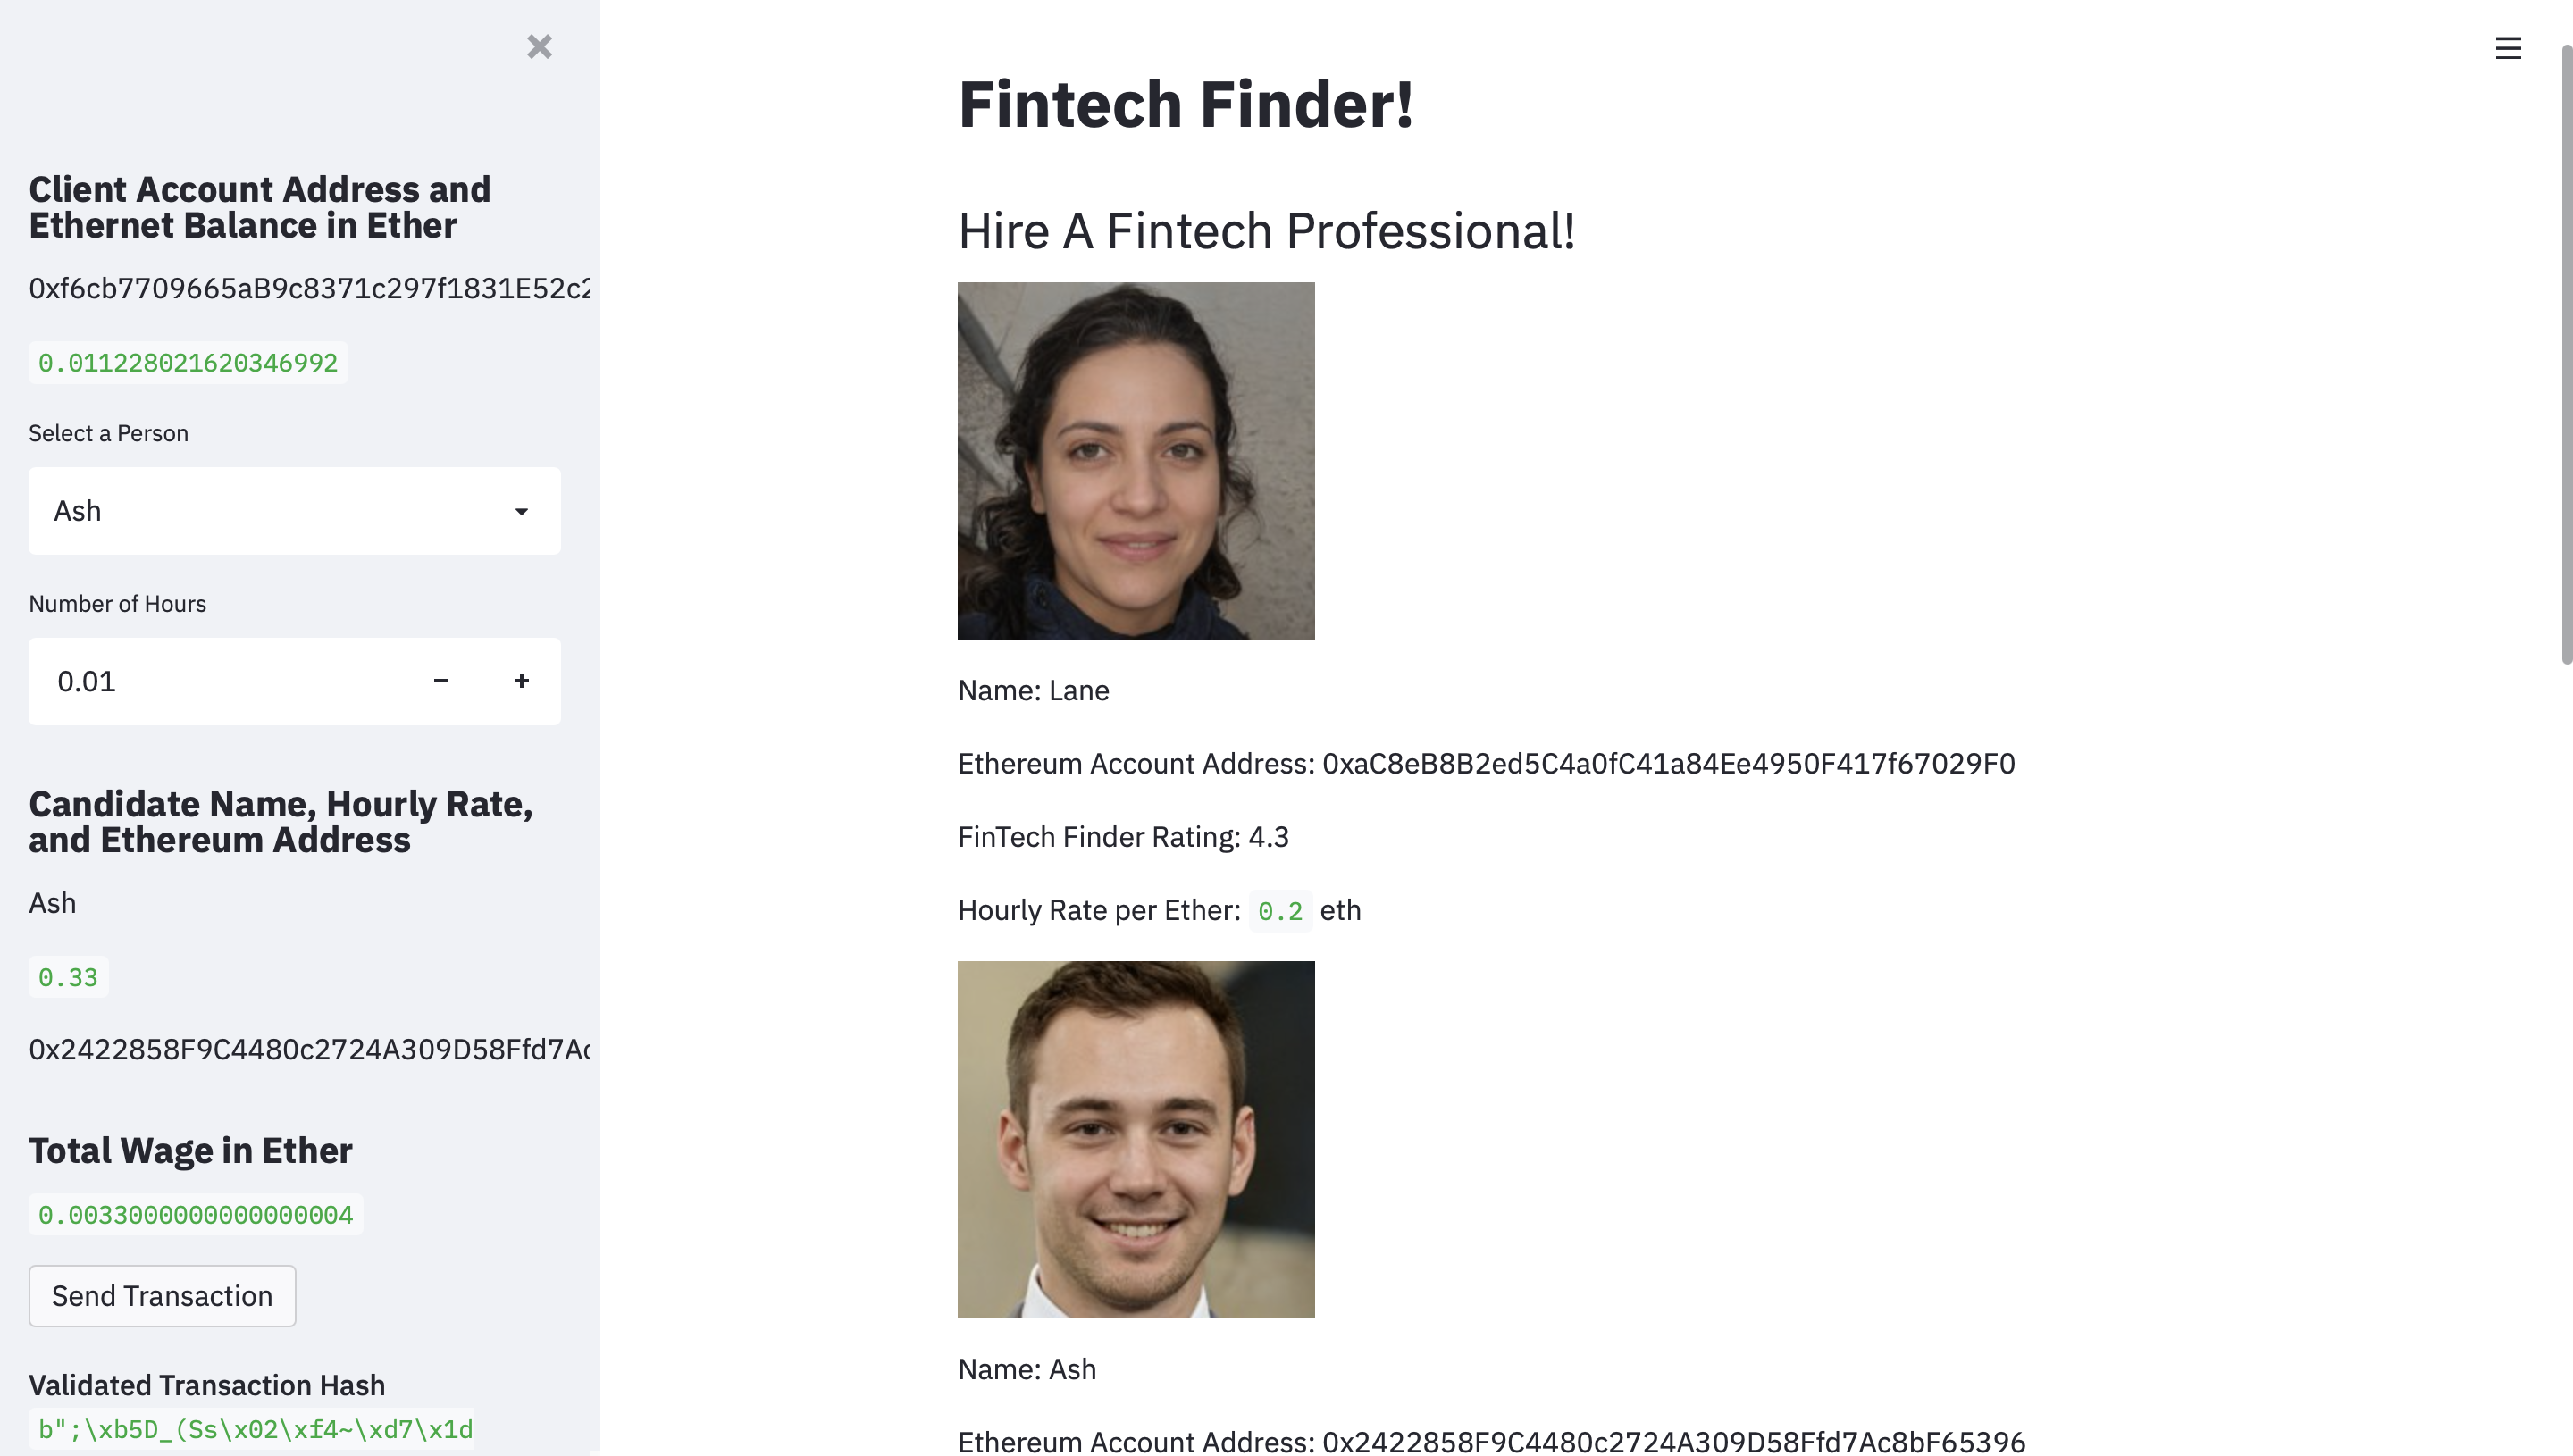 Client Account Address and
Ethernet Balance in Ether
0xf6cb7709665aB9c8371c297f1831E52c2
0.011228021620346992
Select a Person
Ash
Number of Hours
0.01
Candidate Name, Hourly Rate,
and Ethereum Address
Ash
0.33
0x2422858F9C4480c2724A309D58Ffd7Ac
Total Wage in Ether
0.0033000000000000004
Send Transaction
Validated Transaction Hash
b";\xb5D_(Ss\x02\xf4~\xd7\x1d
Fintech Finder!
Hire A Fintech Professional!
Name: Lane
Ethereum Account Address: 0xaC8eB8B2ed5C4a0fC41a84Ee4950F417f67029F0
FinTech Finder Rating: 4.3
Hourly Rate per Ether: 0.2 eth
Name: Ash
Ethereum Account Address: 0x2422858F9C4480c2724A309D58Ffd7Ac8bF65396